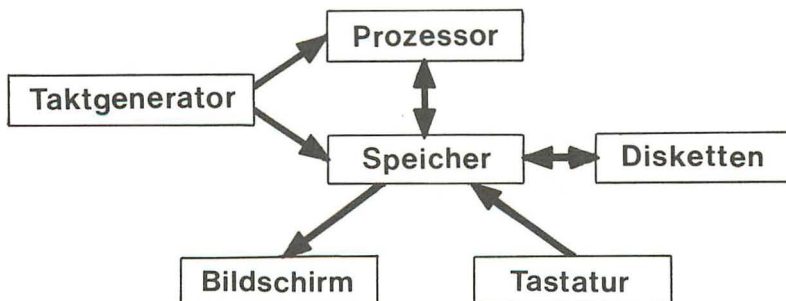 Prozessor
Taktgenerator
Speicher
Disketten
Bildschirm
Tastatur